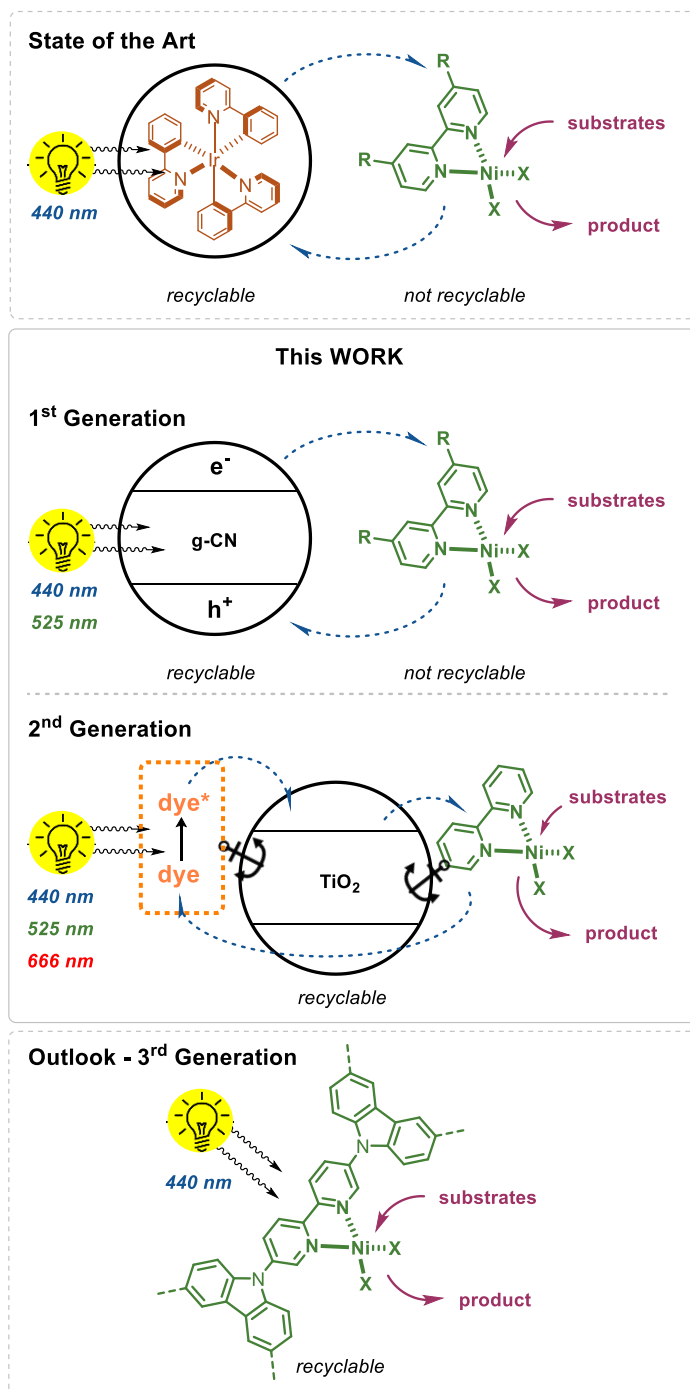 State of the Art
R
N
Ir
N
N
R
N
N
Ni
X
X
substrates
product
440 nm
recyclable
not recyclable
This WORK
1st Generation
e-
g-CN
h+
R
R
N
N
Ni
X
X
substrates
product
440 nm
525 nm
recyclable
not recyclable
2nd Generation
dye*
dye
TiO2
N
N
Ni
X
X
substrates
product
440 nm
525 nm
666 nm
recyclable
Outlook - 3rd Generation
440 nm
N
N
N
Ni
X
X
N
substrates
product
recyclable